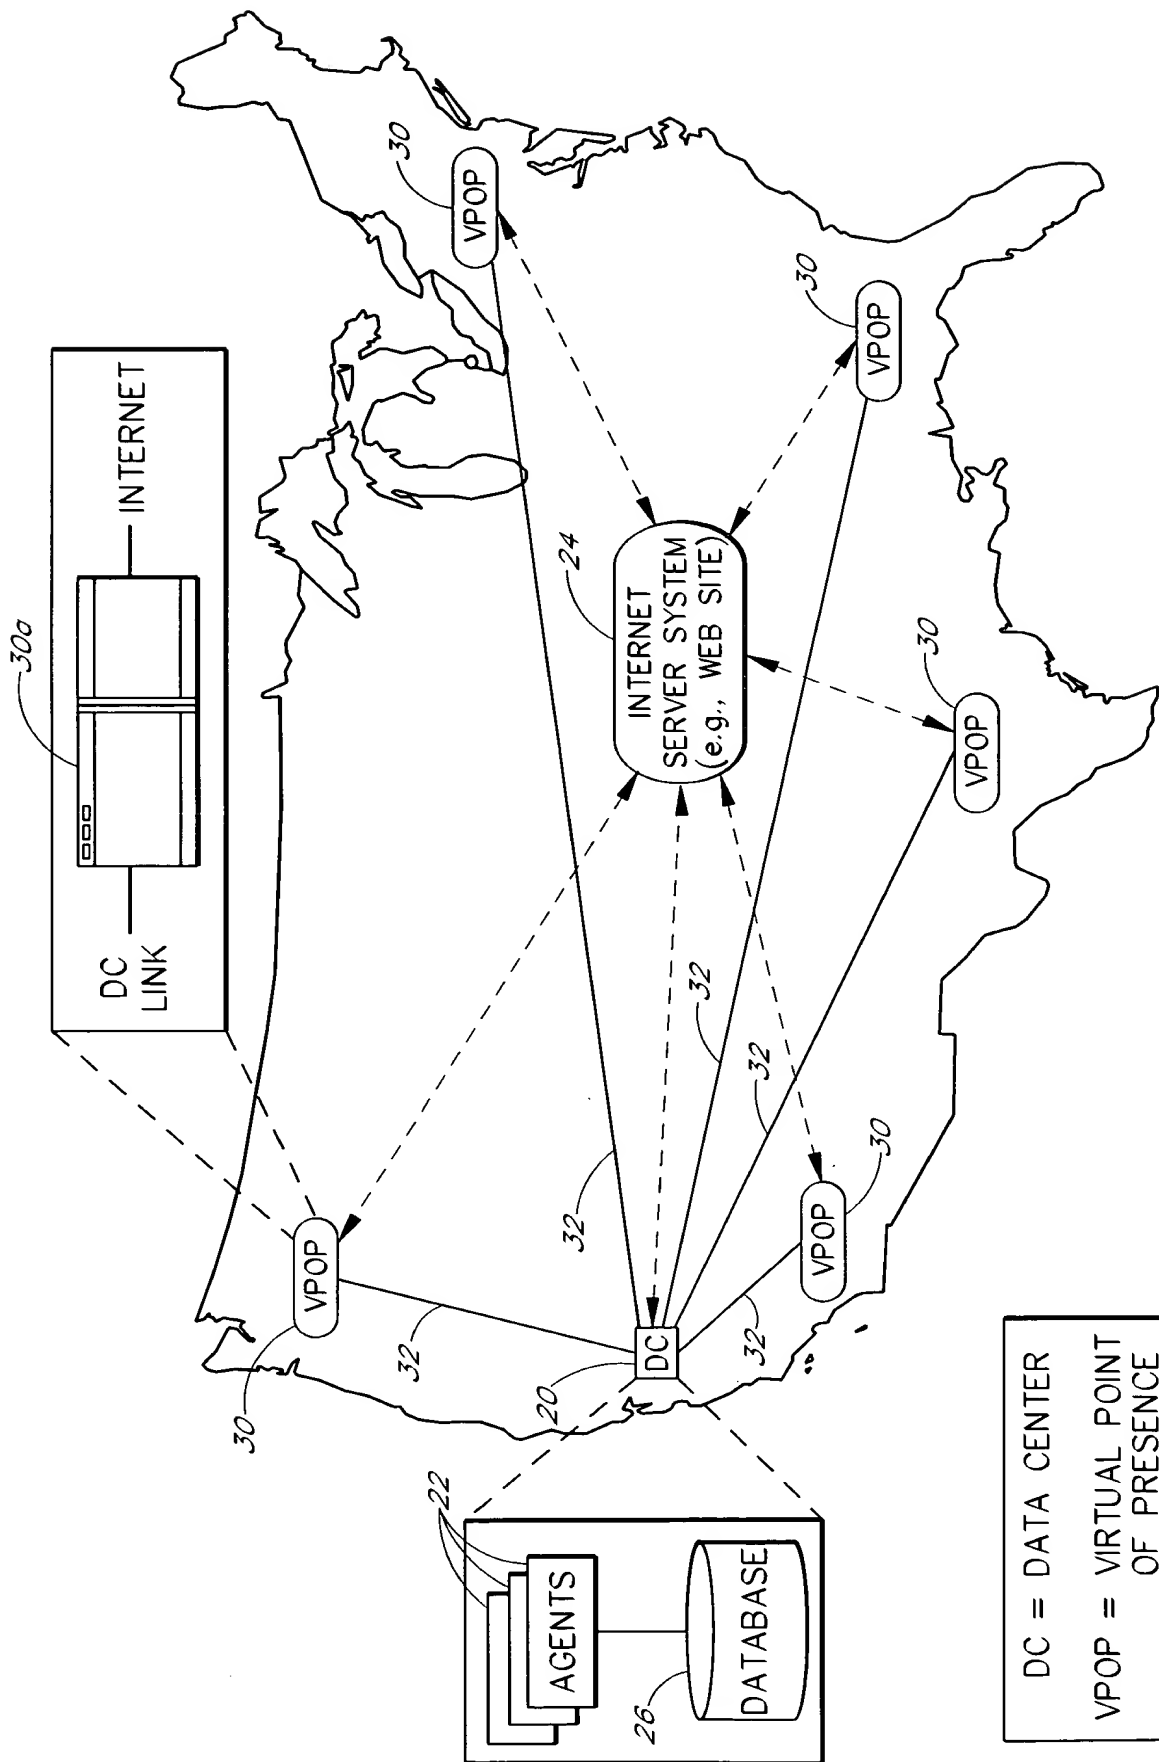 30a
DC
LINK
INTERNET
30
VPOP
32
30
VPOP
32
24
INTERNET
SERVER SYSTEM
(e.g., WEB SITE)
30
VPOP
32
32
20
DC
32
VPOP
30
VPOP
30
22
AGENTS
26
DATABASE
DC = DATA CENTER
VPOP = VIRTUAL POINT
OF PRESENCE